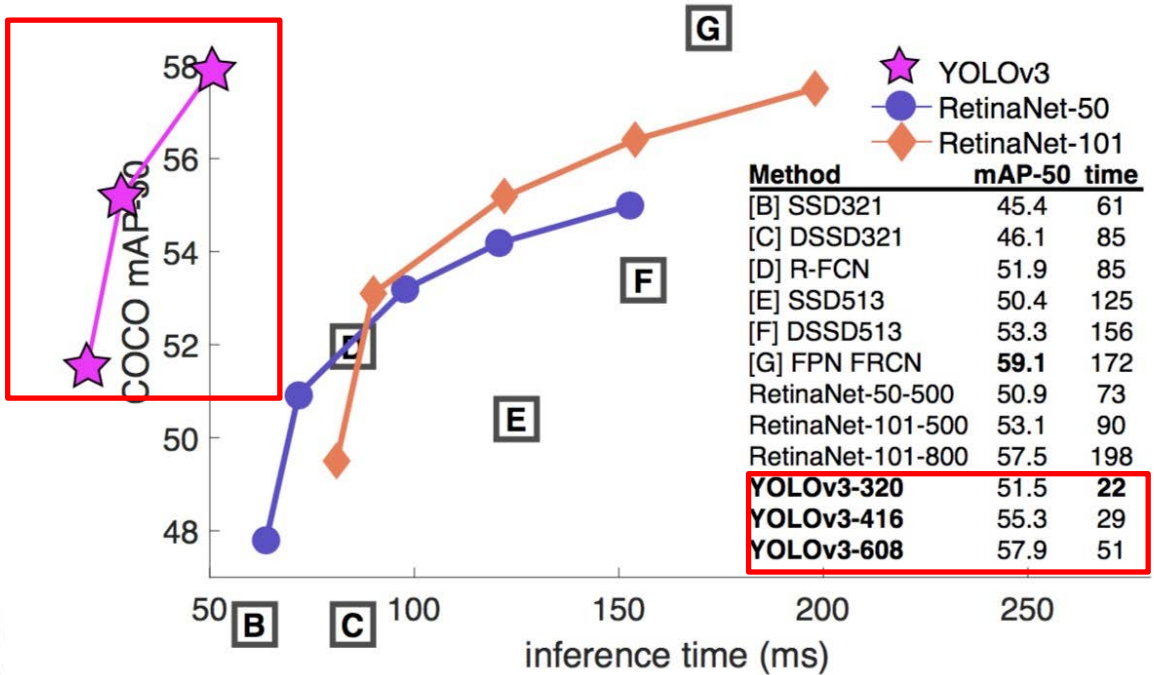 G
58
YOLOv3
RetinaNet-50
RetinaNet-101
56
COCO mAP-50
Method mAP-50 time
[B] SSD321 45.4 61
[C] DSSD321 46.1 85
[D] R-FCN 51.9 85
[E] SSD513 50.4 125
[F] DSSD513 53.3 156
[G] FPN FRCN 59.1 172
RetinaNet-50-500 50.9 73
RetinaNet-101-500 53.1 90
RetinaNet-101-800 57.5 198
YOLOv3-320 51.5 22
YOLOv3-416 55.3 29
YOLOv3-608 57.9 51
54
F
52
D
50
E
48
50 100 150 200 250
B C
inference time (ms)